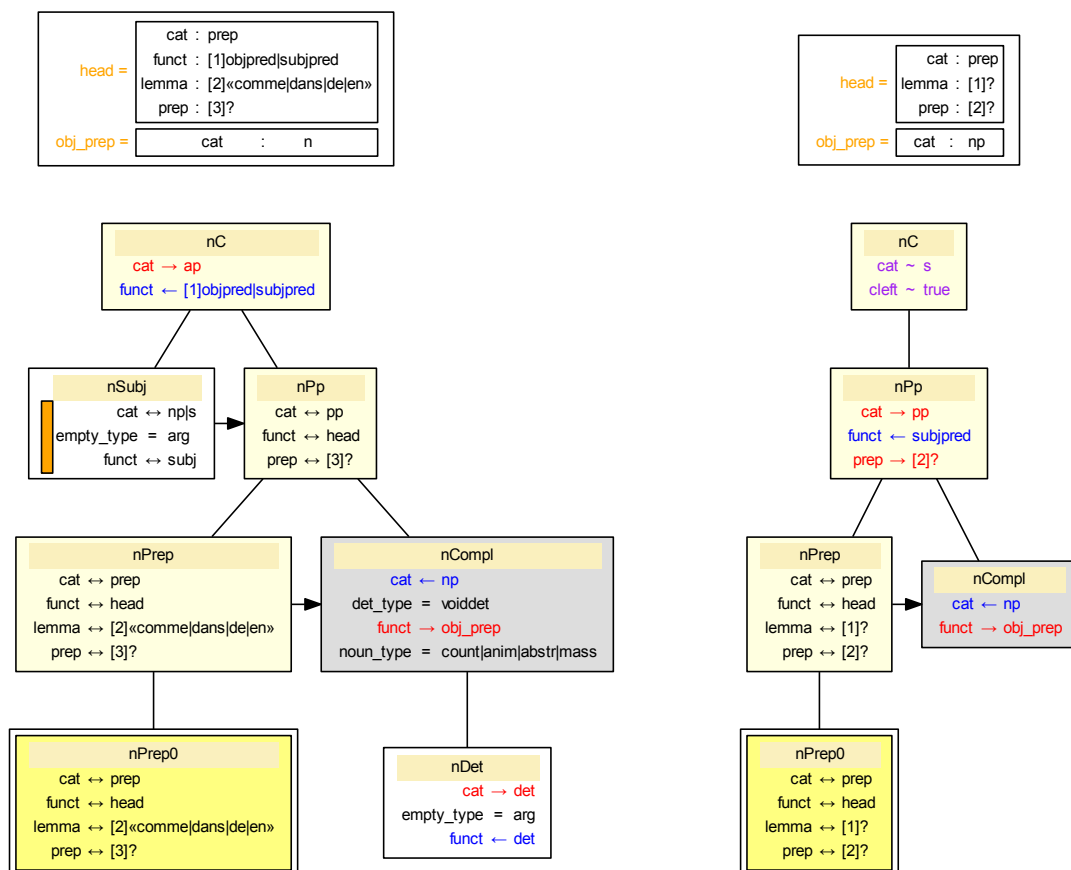 head =
cat : prep
funct : [1]objpred|subjpred
lemma : [2]«comme|dans|de|en»
prep : [3]?
obj_prep =
cat : n
nC
cat → ap
funct ← [1]objpred|subjpred
nSubj
cat ↔ np|s
empty_type = arg
funct ↔ subj
nPp
cat ↔ pp
funct ↔ head
prep ↔ [3]?
nPrep
cat ↔ prep
funct ↔ head
lemma ↔ [2]«comme|dans|de|en»
prep ↔ [3]?
nCompl
cat ← np
det_type = voiddet
funct → obj_prep
noun_type = count|anim|abstr|mass
nPrep0
cat ↔ prep
funct ↔ head
lemma ↔ [2]«comme|dans|de|en»
prep ↔ [3]?
nDet
cat → det
empty_type = arg
funct ← det
head =
cat : prep
lemma : [1]?
prep : [2]?
obj_prep =
cat : np
nC
cat ~ s
cleft ~ true
nPp
cat → pp
funct ← subjpred
prep → [2]?
nPrep
cat ↔ prep
funct ↔ head
lemma ↔ [1]?
prep ↔ [2]?
nCompl
cat ← np
funct → obj_prep
nPrep0
cat ↔ prep
funct ↔ head
lemma ↔ [1]?
prep ↔ [2]?